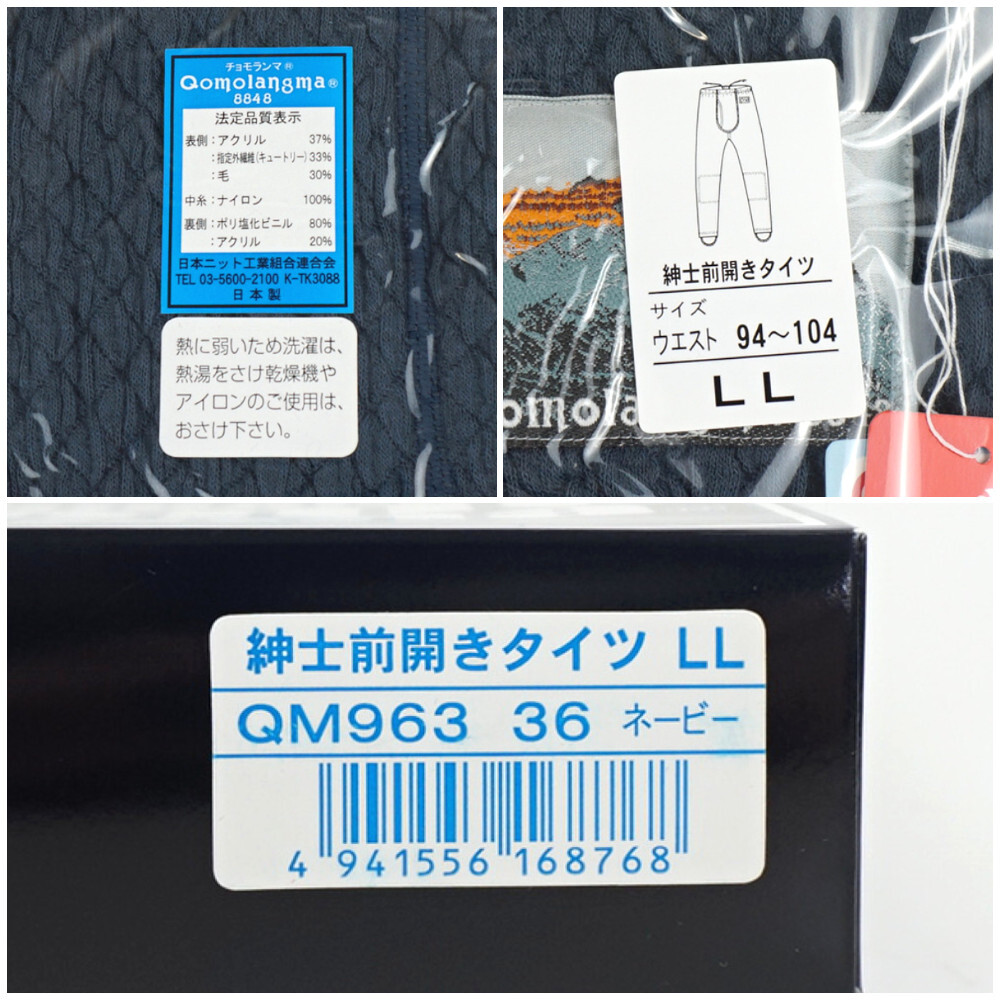 チョモランマ®
Qomolangma®
8848
法定品質表示
表側:アクリル 37%
:指定外繊維(キュートリー)33%
:毛 30%
中糸:ナイロン 100%
裏側:ポリ塩化ビニル 80%
:アクリル 20%
日本ニット工業組合連合会
TEL 03-5600-2100 K-TK3088
日本製
熱に弱いため洗濯は、
熱湯をさけ乾燥機や
アイロンのご使用は、
おさけ下さい。
紳士前開きタイツ
サイズ
ウエスト 94~104
LL
紳士前開きタイツ LL
QM963 36 ネービー
4 941556 168768